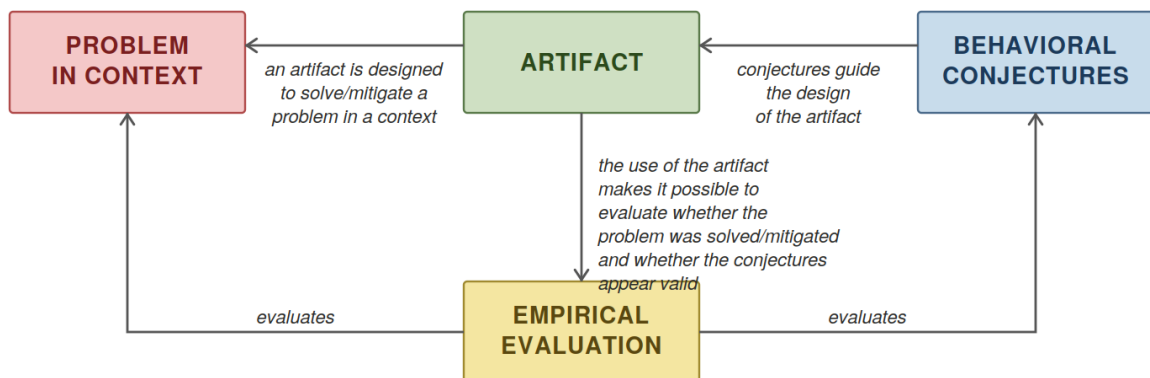 PROBLEM
IN CONTEXT
an artifact is designed
to solve/mitigate a
problem in a context
ARTIFACT
conjectures guide
the design
of the artifact
BEHAVIORAL
CONJECTURES
the use of the artifact
makes it possible to
evaluate whether the
problem was solved/mitigated
and whether the conjectures
appear valid
evaluates
EMPIRICAL
EVALUATION
evaluates